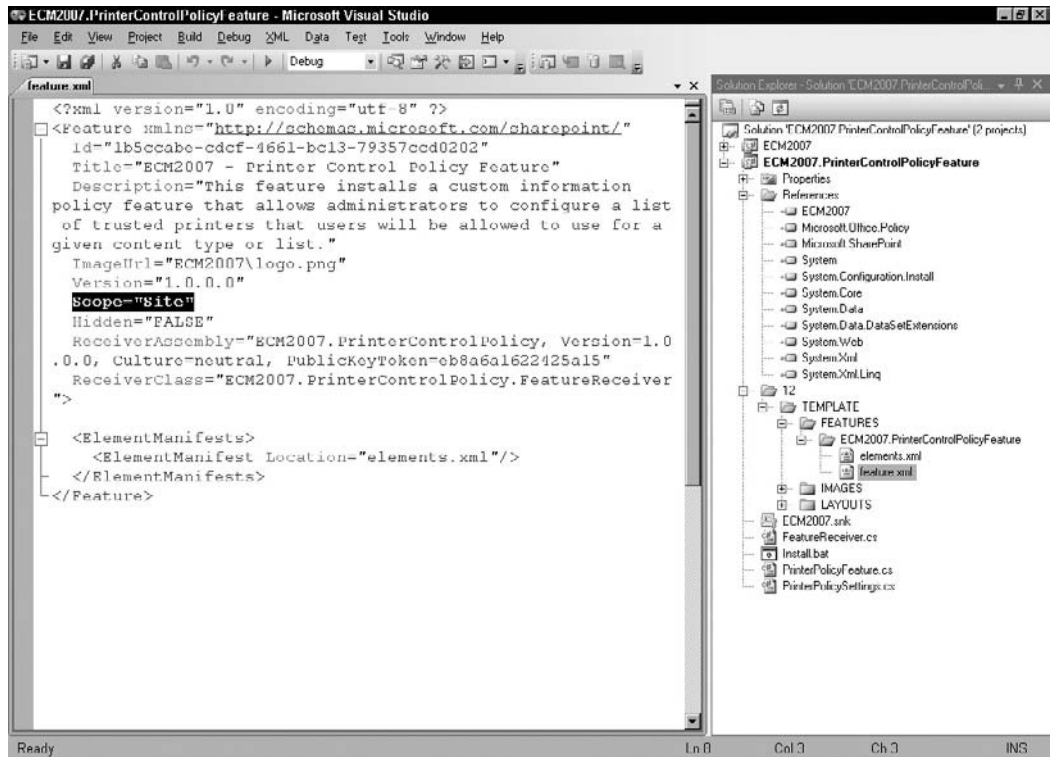 ECM2007.PrinterControlPolicyFeature - Microsoft Visual Studio
File Edit View Project Build Debug XML Data Test Tools Window Help
Debug
feature.xml
<?xml version="1.0" encoding="utf-8" ?>
<Feature xmlns="http://schemas.microsoft.com/sharepoint/"
Title="ECM2007 - Printer Control Policy Feature"
Description="This feature installs a custom information
policy feature that allows administrators to configure a list
of trusted printers that users will be allowed to use for a
given content type or list."
ImageUrl="ECM2007\logo.png"
Version="1.0.0.0"
Scope="Site"
Hidden="FALSE"
ReceiverAssembly="ECM2007.PrinterControlPolicy, Version=1.0
.0.0, Culture=neutral, PublicKeyToken=eb8a6a1622425a15"
ReceiverClass="ECM2007.PrinterControlPolicy.FeatureReceiver
">
<ElementManifests>
<ElementManifest Location="elements.xml"/>
</ElementManifests>
</Feature>
Solution Explorer - Solution 'ECM2007.PrinterControlPoli...
Solution 'ECM2007.PrinterControlPolicyFeature' (2 projects)
ECM2007
ECM2007.PrinterControlPolicyFeature
Properties
References
ECM2007
Microsoft.Office.Policy
Microsoft.SharePoint
System
System.Configuration.Install
System.Core
System.Data
System.Data.DataSetExtensions
System.Web
System.Xml
System.Xml.Linq
12
TEMPLATE
FEATURES
ECM2007.PrinterControlPolicyFeature
elements.xml
feature.xml
IMAGES
LAYOUTS
ECM2007.snk
FeatureReceiver.cs
Install.bat
PrinterPolicyFeature.cs
PrinterPolicySettings.cs
Ready
Ln
Col 3
Ch 3
INS